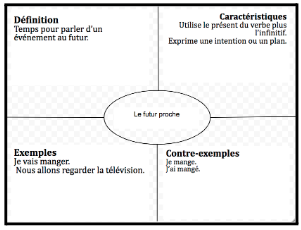 Définition
Temps pour parler d'un
événement au futur.
Caractéristiques
Utilise le présent du verbe plus
l'infinitif.
Exprime une intention ou un plan.
Le futur proche
Exemples
Je vais manger.
Nous allons regarder la télévision.
Contre-exemples
Je mange.
J'ai mangé.